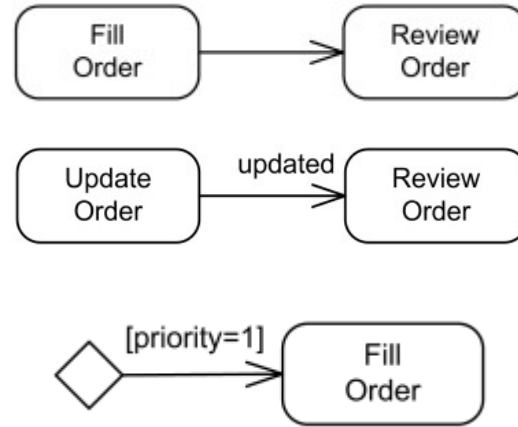 Fill
Order
Review
Order
Update
Order
updated
Review
Order
[priority=1]
Fill
Order